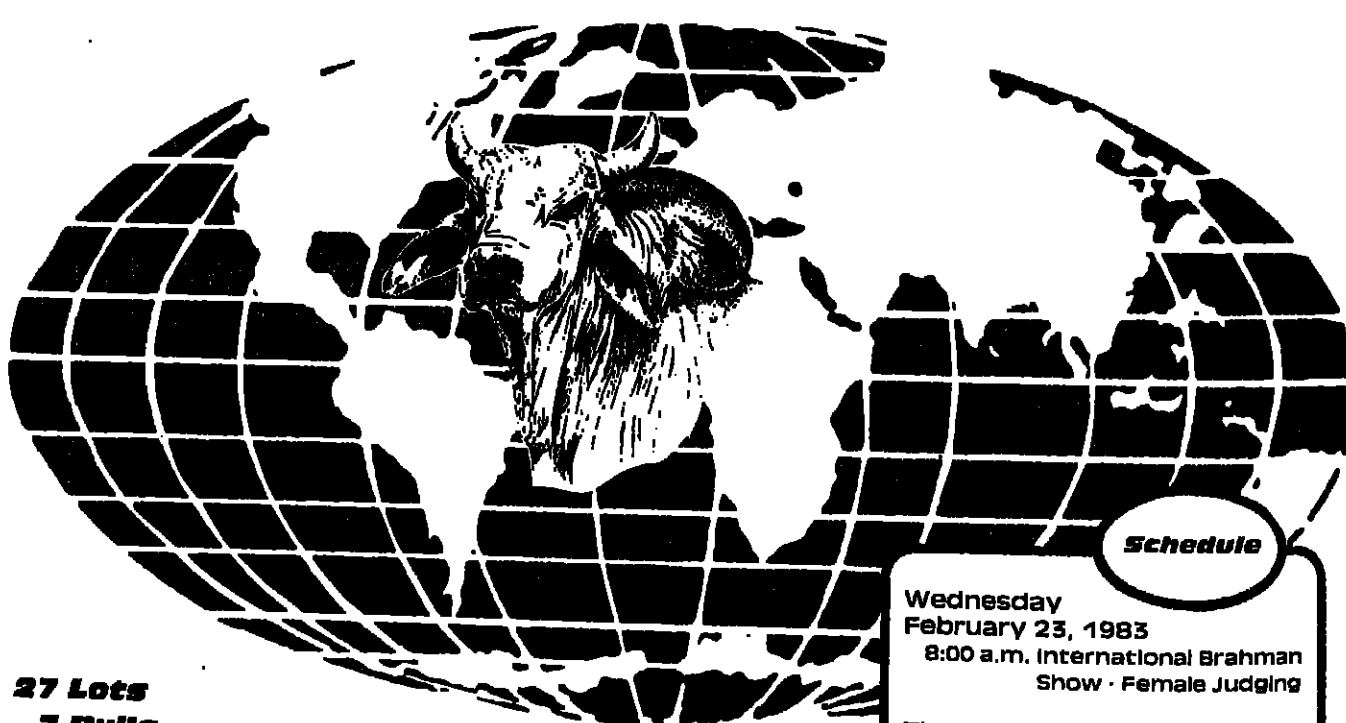 Schedule
Wednesday
February 23, 1983
8:00 a.m. International Brahman
Show · Female Judging
27 Lots